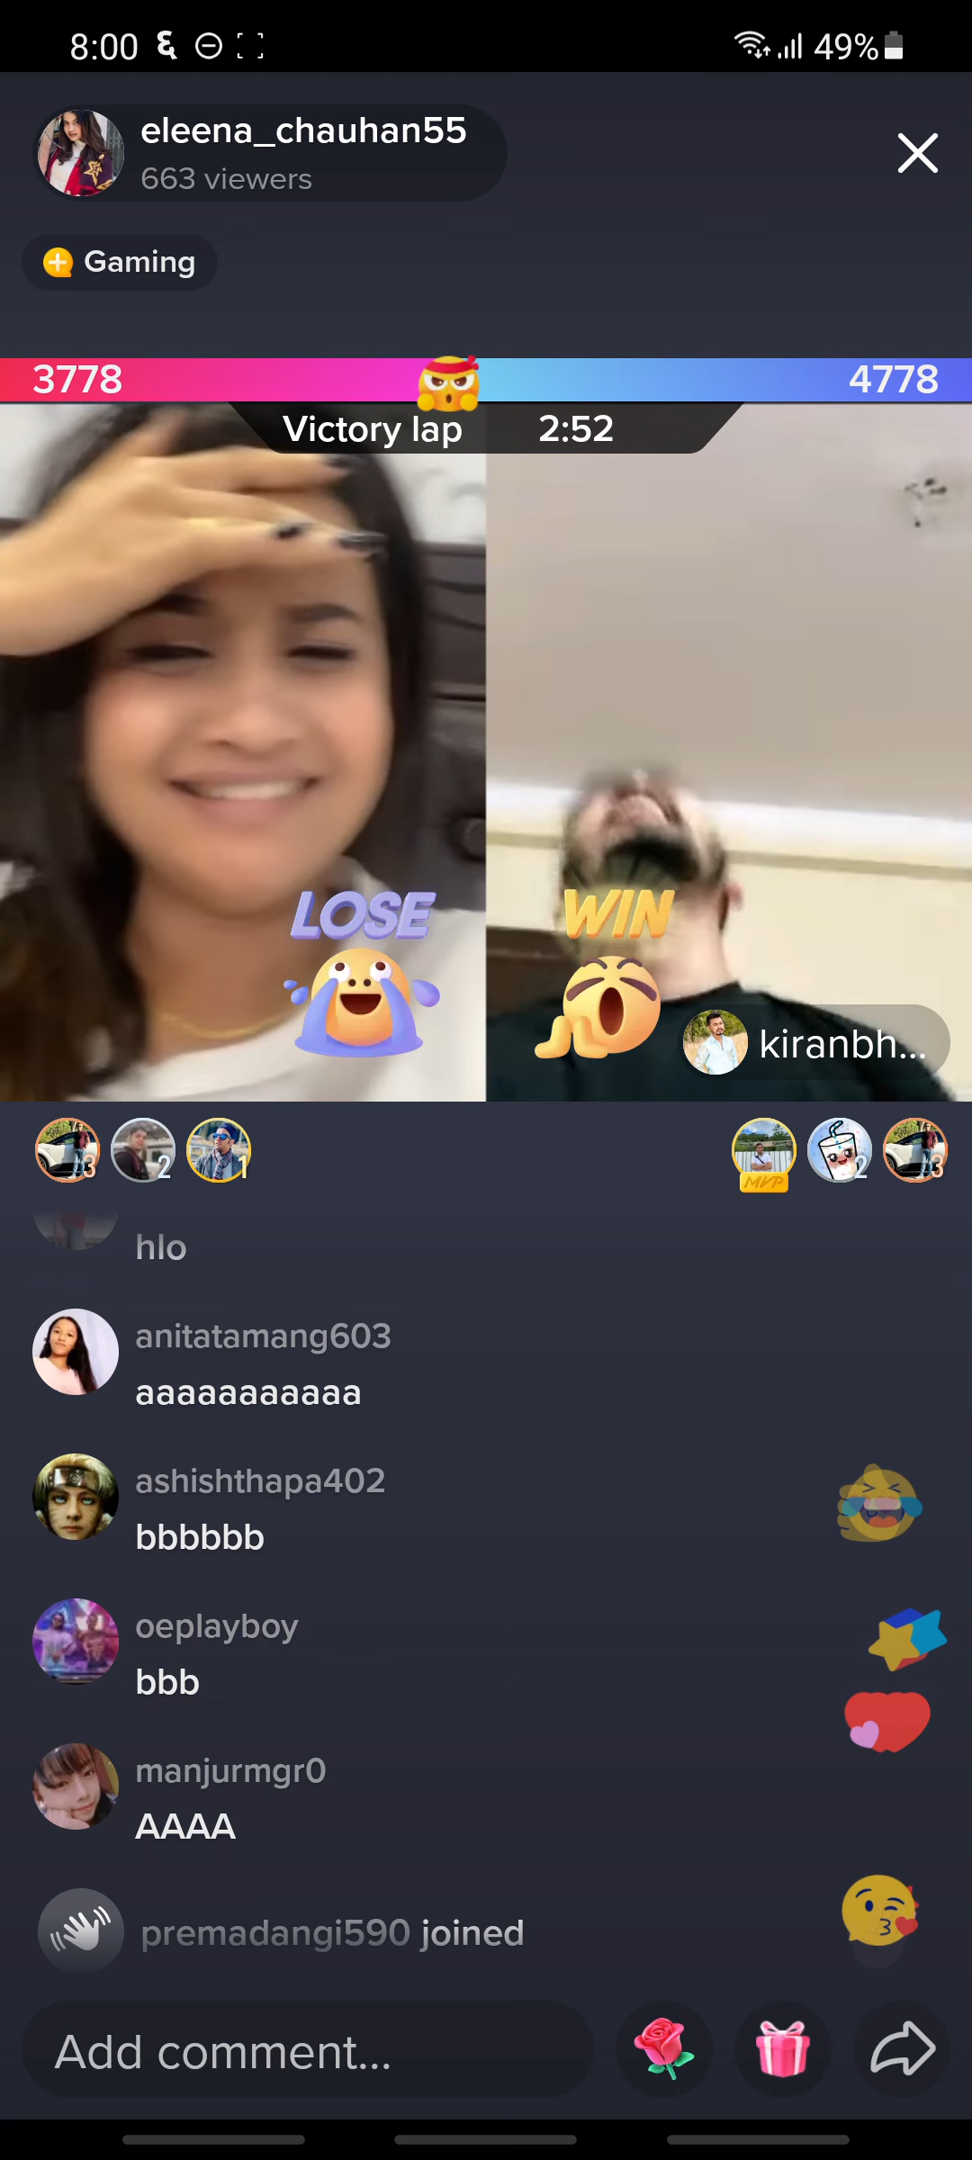 8:00 49%
eleena_chauhan55
663 viewers
Gaming
3778 4778
Victory lap 2:52
LOSE WIN
kiranbh...
3 2 1 MVP 2 3
hlo
anitatamang603
aaaaaaaaaaa
ashishthapa402
bbbbbb
oeplayboy
bbb
manjurmgr0
AAAA
premadangi590 joined
Add comment...